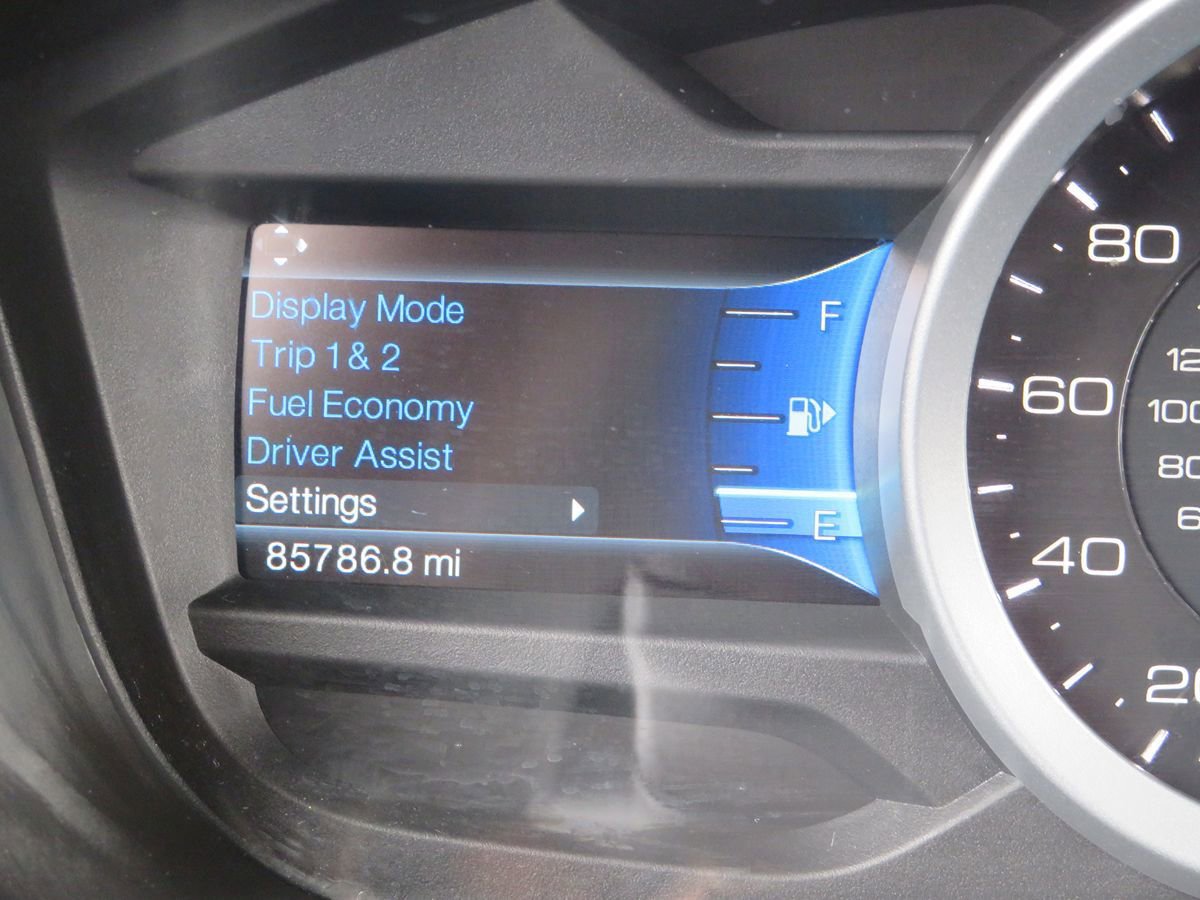 Display Mode
Trip 1 & 2
Fuel Economy
Driver Assist
Settings
85786.8 mi
F
E
80
60
40